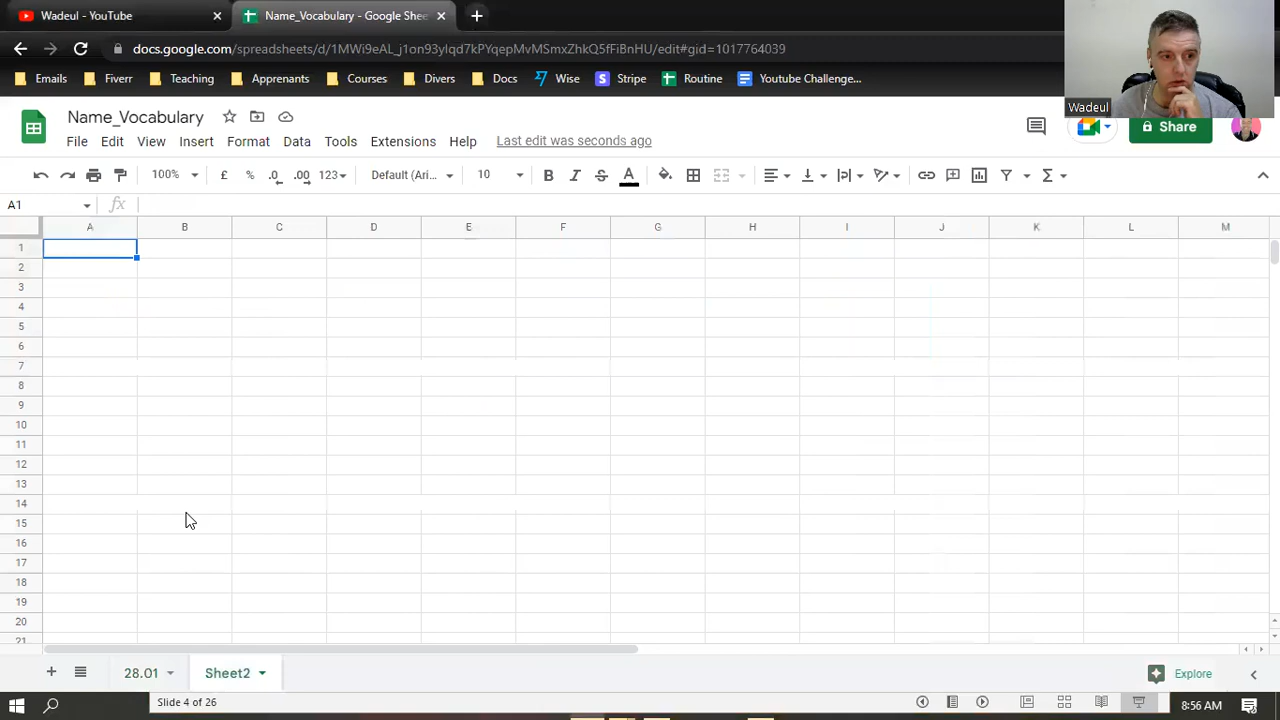 Wadeul - YouTube
Name_Vocabulary - Google Shee
docs.google.com/spreadsheets/d/1MWi9eAL_j1on93ylqd7kPYqepMvMSmxZhkQ5fFiBnHU/edit#gid=1017764039
Emails Fiverr Teaching Apprenants Courses Divers Docs Wise Stripe Routine Youtube Challenge...
Wadeul
Name_Vocabulary
File Edit View Insert Format Data Tools Extensions Help Last edit was seconds ago
Share
100% £ % .0 .00 123 Default (Ari... 10 B I S A
A1 fx
A B C D E F G H I J K L M
1
2
3
4
5
6
7
8
9
10
11
12
13
14
15
16
17
18
19
20
21
28.01 Sheet2 Explore
Slide 4 of 26
8:56 AM